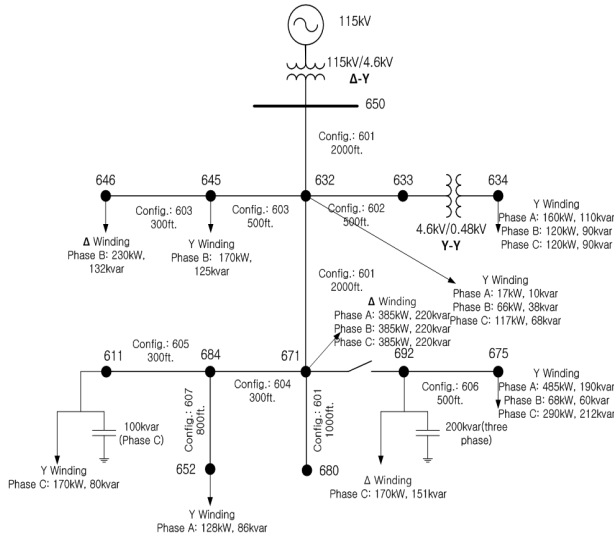 115kV
115kV/4.6kV
Δ-Y
650
Config.: 601
2000ft.
646
645
632
633
634
Config.: 603
300ft.
Config.: 603
500ft.
Config.: 602
500ft.
4.6kV/0.48kV
Y-Y
Y Winding
Phase A: 160kW, 110kvar
Phase B: 120kW, 90kvar
Phase C: 120kW, 90kvar
Δ Winding
Phase B: 230kW,
132kvar
Y Winding
Phase B: 170kW,
125kvar
Config.: 601
2000ft.
Y Winding
Phase A: 17kW, 10kvar
Phase B: 66kW, 38kvar
Phase C: 117kW, 68kvar
Δ Winding
Phase A: 385kW, 220kvar
Phase B: 385kW, 220kvar
Phase C: 385kW, 220kvar
611
Config.: 605
300ft.
684
671
692
675
Config.: 604
300ft.
Config.: 606
500ft.
Y Winding
Phase A: 485kW, 190kvar
Phase B: 68kW, 60kvar
Phase C: 290kW, 212kvar
100kvar
(Phase C)
Config.: 607
800ft.
Config.: 601
1000ft.
200kvar(three
phase)
652
680
Y Winding
Phase C: 170kW, 80kvar
Y Winding
Phase A: 128kW, 86kvar
Δ Winding
Phase C: 170kW, 151kvar